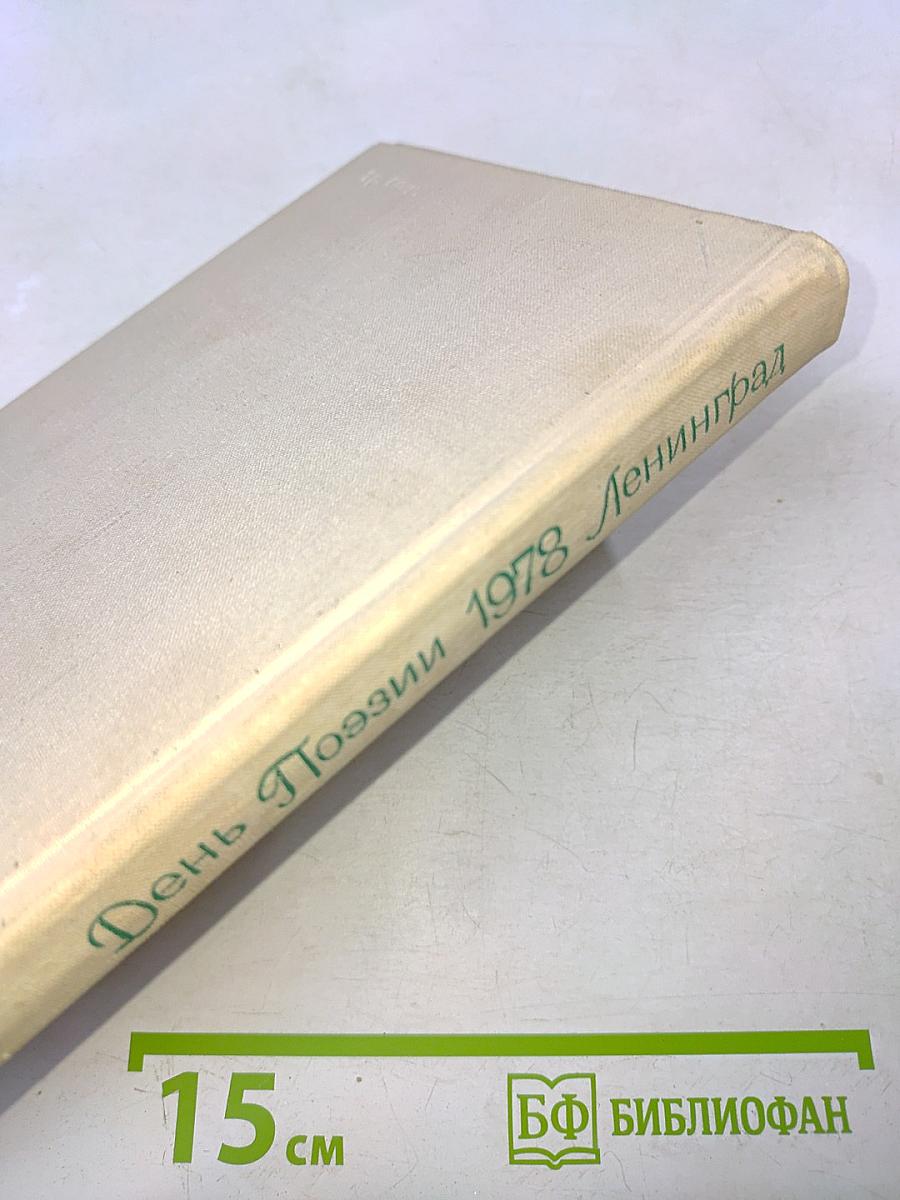 День Поэзии 1978 Ленинград
15 см
БФ БИБЛИОФАН